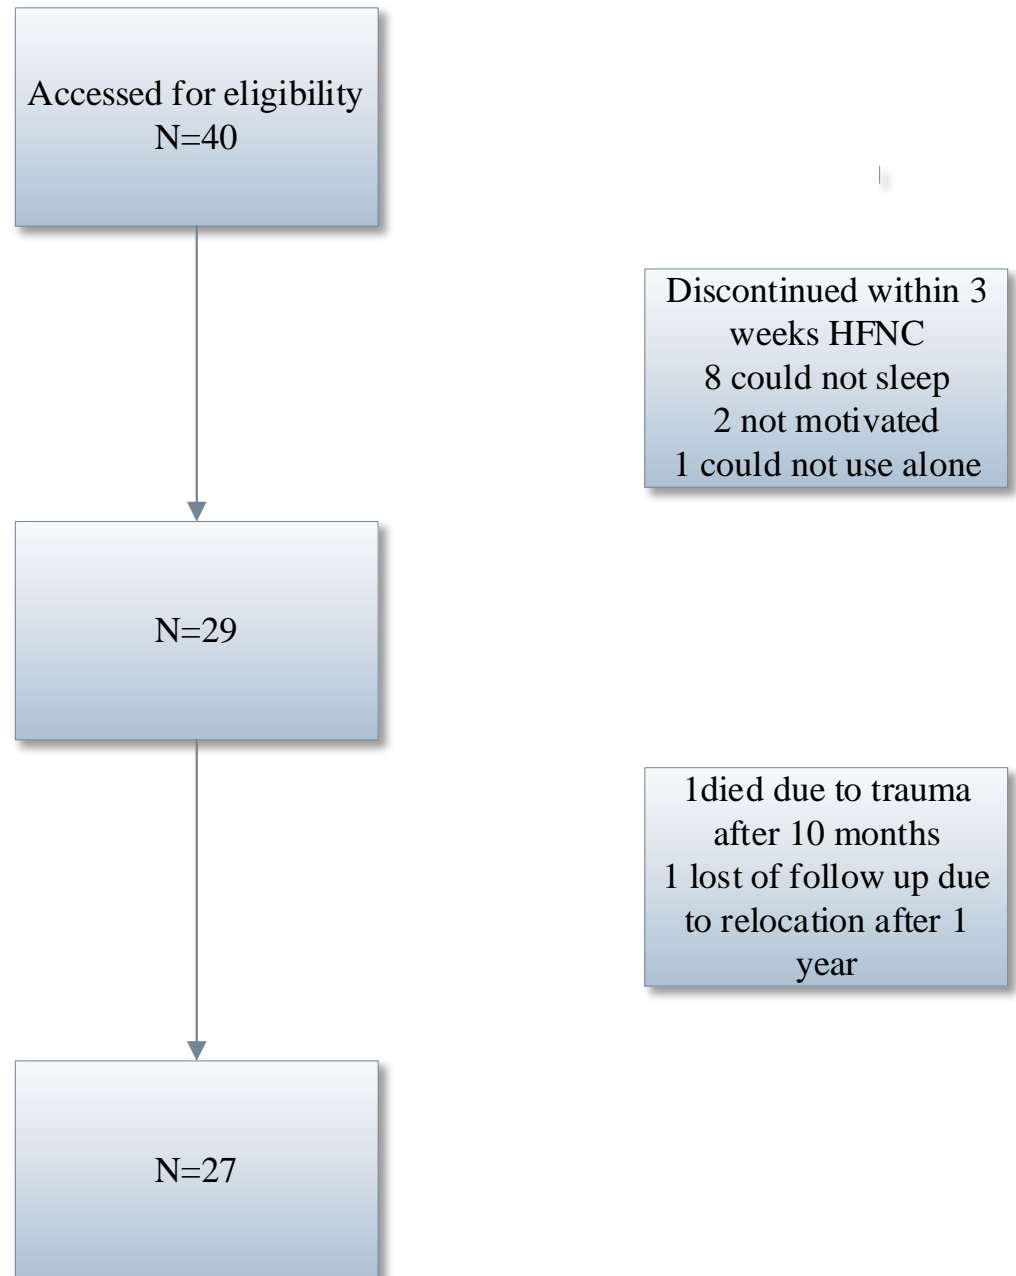 Accessed for eligibility
N=40
Discontinued within 3
weeks HFNC
8 could not sleep
2 not motivated
1 could not use alone
N=29
1died due to trauma
after 10 months
1 lost of follow up due
to relocation after 1
year
N=27